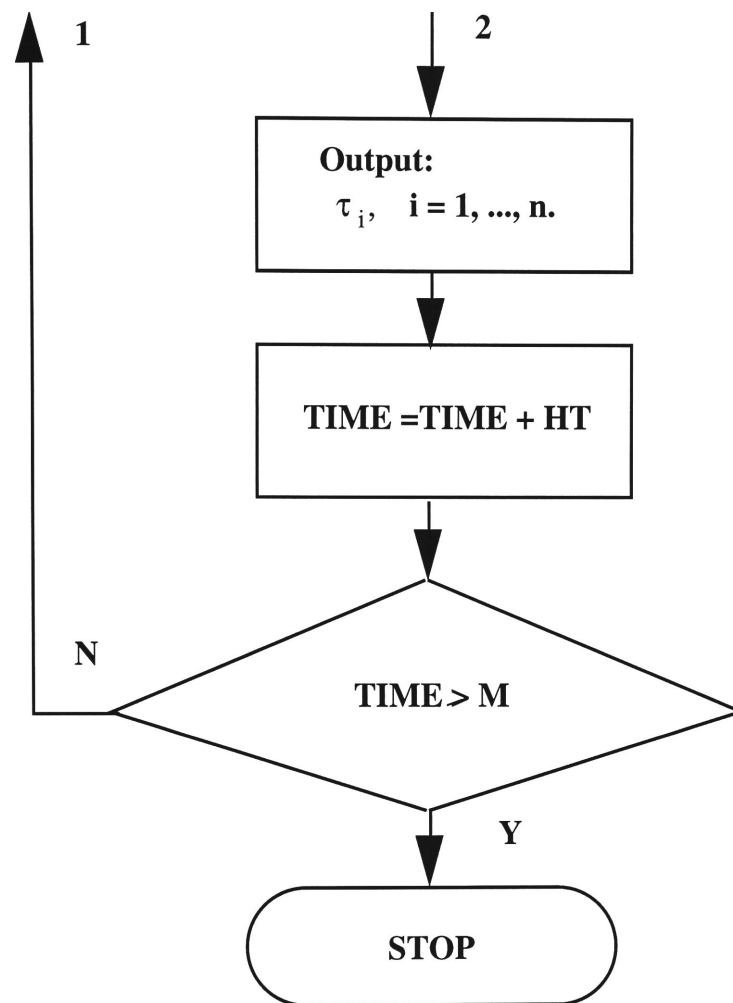 1
2
Output:
τ i, i = 1, ..., n.
TIME =TIME + HT
N
TIME > M
Y
STOP